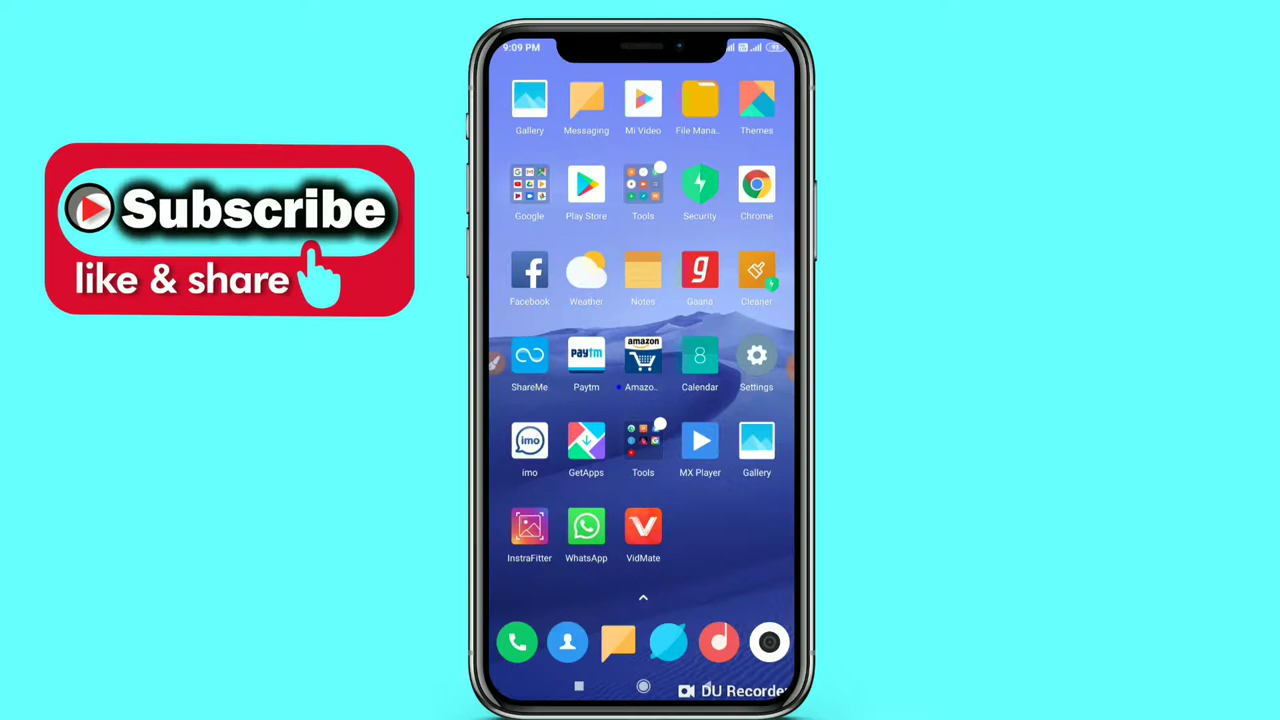 Subscribe
like & share
9:09 PM
93
Gallery
Messaging
Mi Video
File Mana..
Themes
Google
Play Store
Tools
Security
Chrome
Facebook
Weather
Notes
g
Gaana
Cleaner
paytm
amazon
8
ShareMe
Paytm
Amazo..
Calendar
Settings
imo
imo
GetApps
Tools
MX Player
Gallery
InstraFitter
WhatsApp
VidMate
DU Recorder